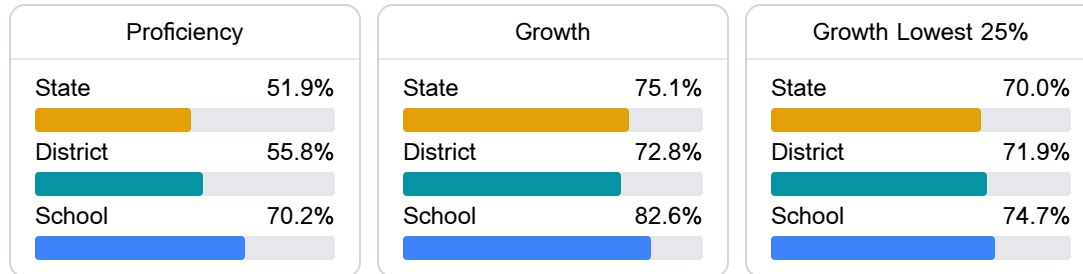 Proficiency
State 51.9%
District 55.8%
School 70.2%
Growth
State 75.1%
District 72.8%
School 82.6%
Growth Lowest 25%
State 70.0%
District 71.9%
School 74.7%